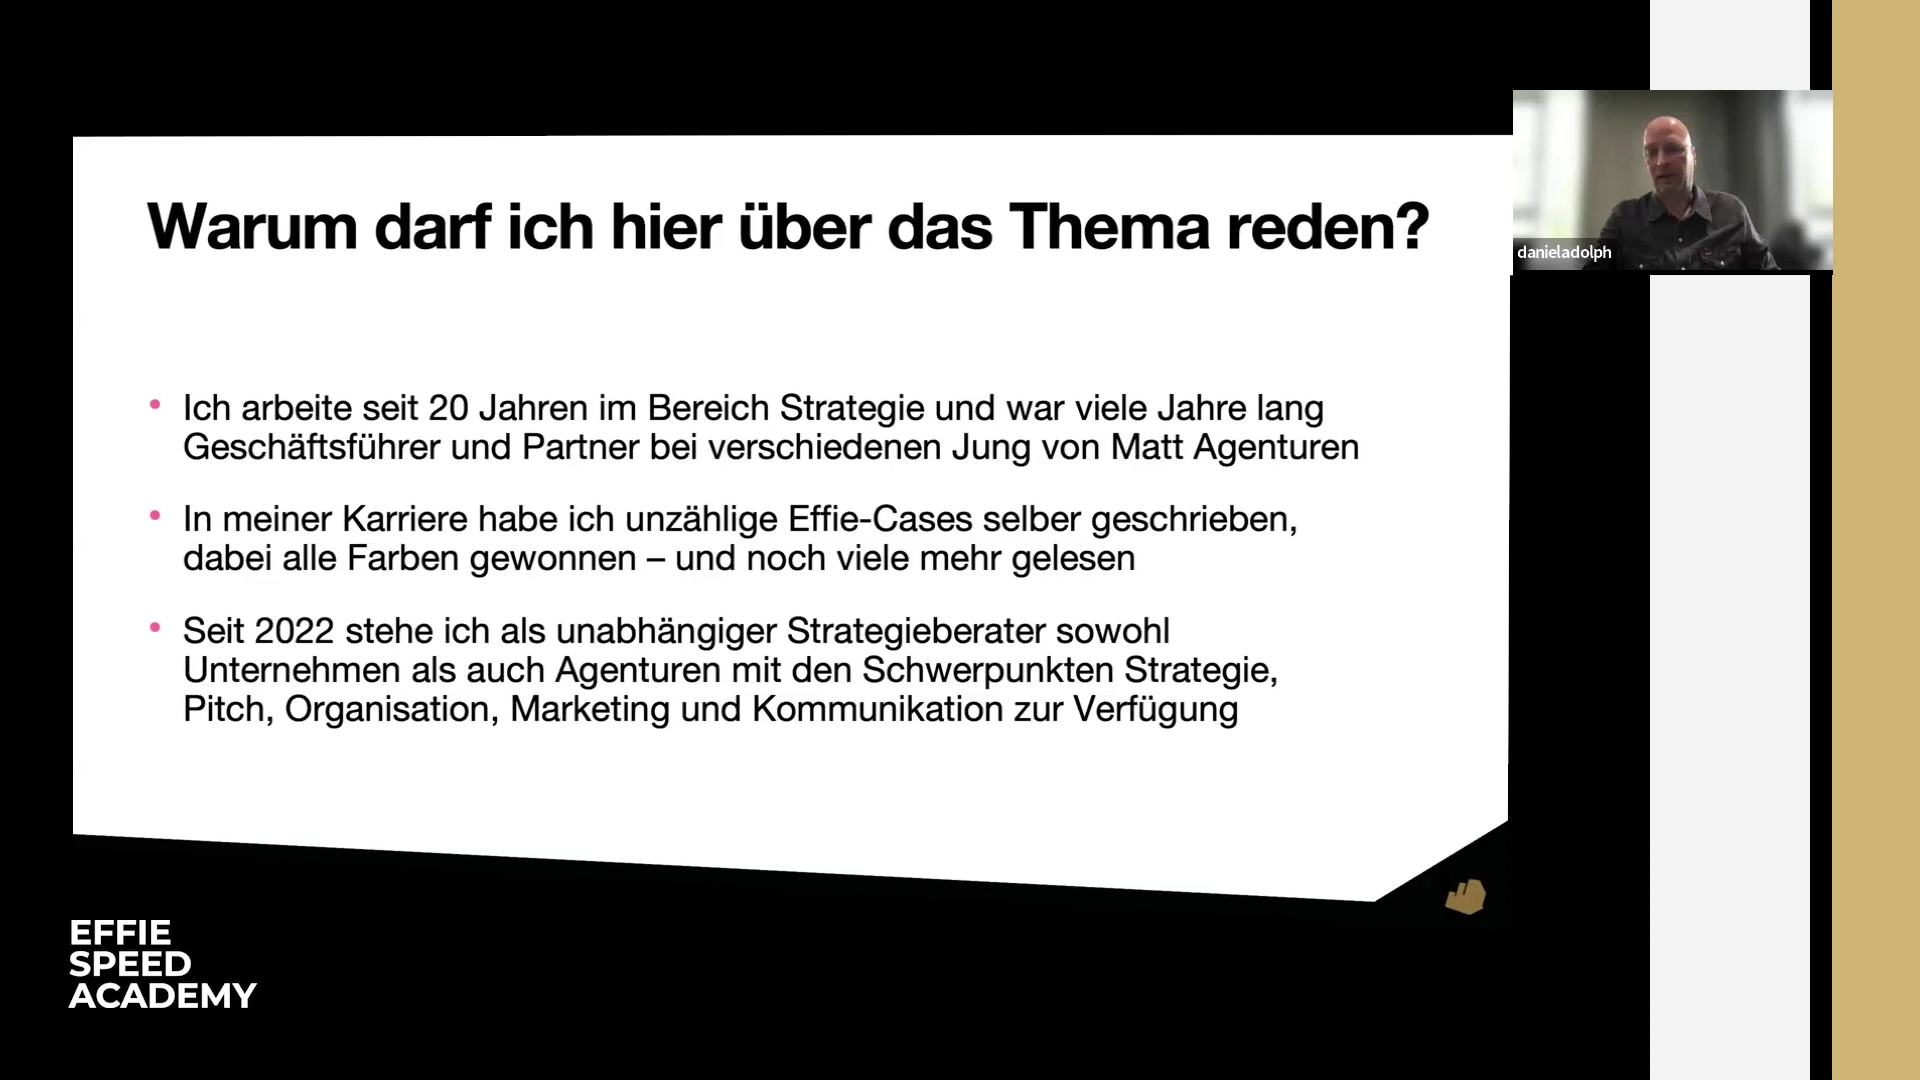 Warum darf ich hier über das Thema reden?
danieladolph
• Ich arbeite seit 20 Jahren im Bereich Strategie und war viele Jahre lang
Geschäftsführer und Partner bei verschiedenen Jung von Matt Agenturen
• In meiner Karriere habe ich unzählige Effie-Cases selber geschrieben,
dabei alle Farben gewonnen – und noch viele mehr gelesen
• Seit 2022 stehe ich als unabhängiger Strategieberater sowohl
Unternehmen als auch Agenturen mit den Schwerpunkten Strategie,
Pitch, Organisation, Marketing und Kommunikation zur Verfügung
EFFIE
SPEED
ACADEMY